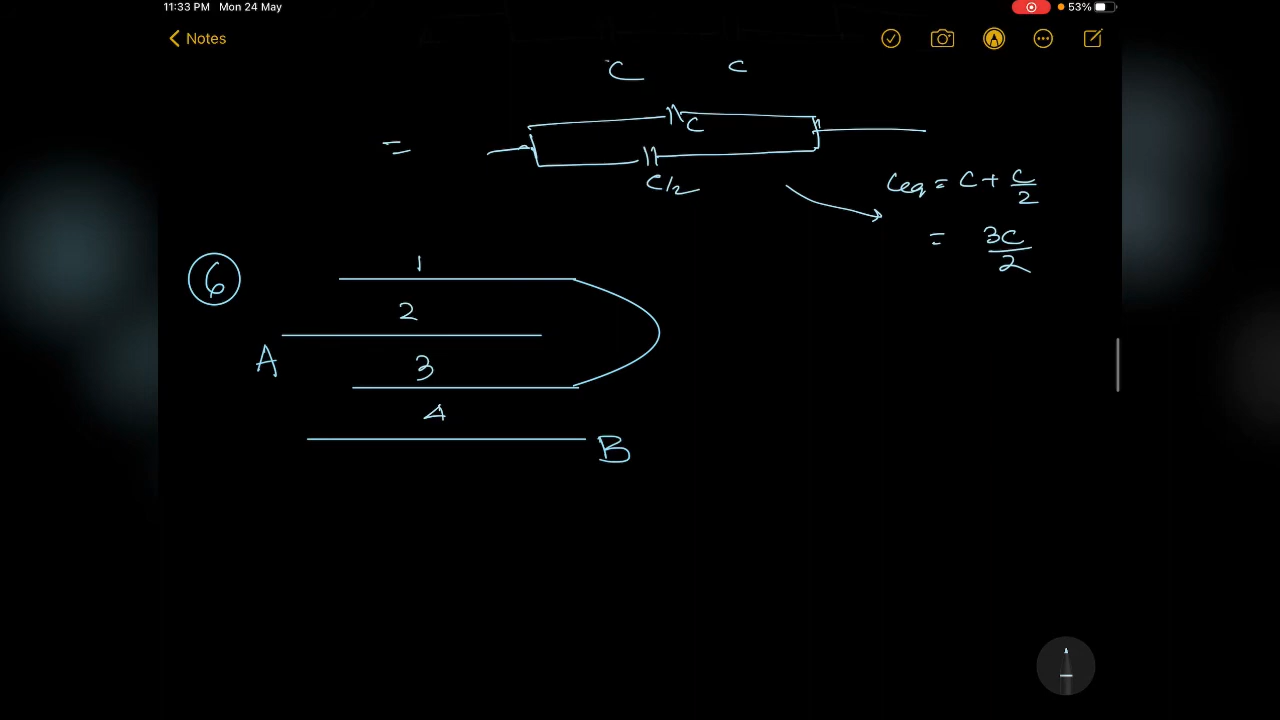 11:33 PM Mon 24 May 53%
Notes
C C
C
=
C/2
Ceq = C + C/2
= 3C/2
6
1
2
A
3
4
B